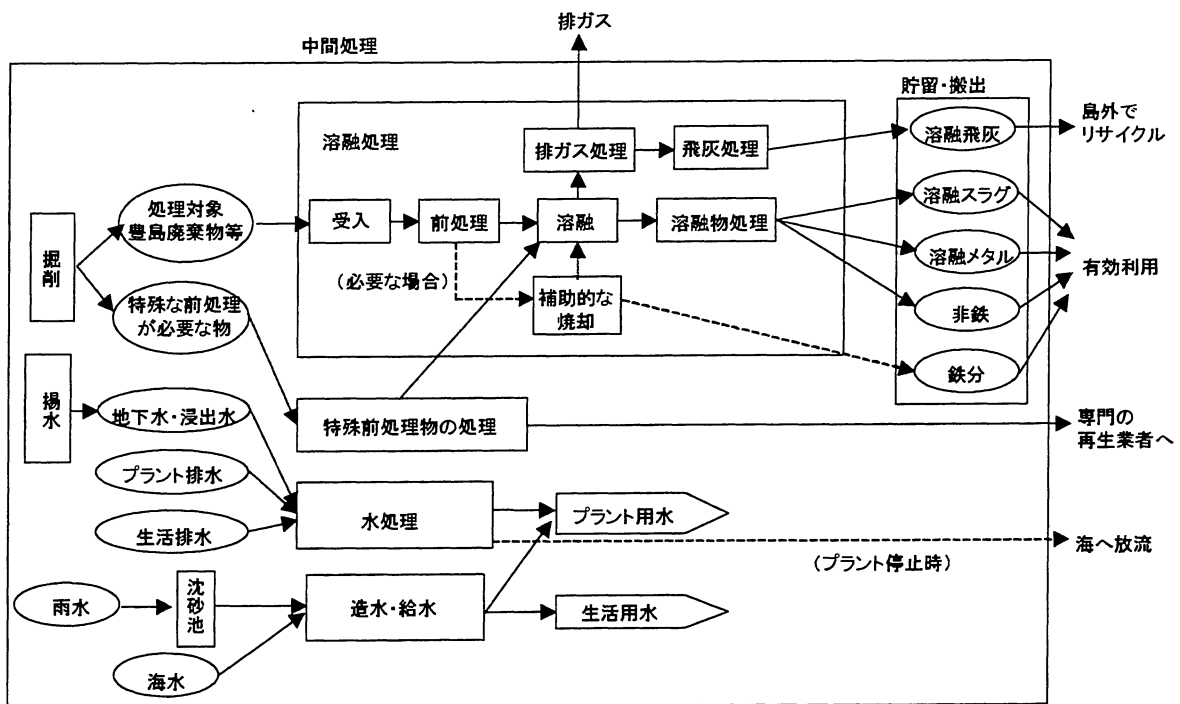 排ガス
中間処理
貯留・搬出
島外で
リサイクル
溶融処理
排ガス処理
飛灰処理
溶融飛灰
処理対象
豊島廃棄物等
受入
前処理
溶融
溶融物処理
溶融スラグ
溶融メタル
有効利用
掘削
(必要な場合)
補助的な
焼却
特殊な前処理
が必要な物
非鉄
鉄分
揚水
地下水・浸出水
特殊前処理物の処理
専門の
再生業者へ
プラント排水
水処理
プラント用水
生活排水
海へ放流
(プラント停止時)
雨水
沈砂池
造水・給水
生活用水
海水